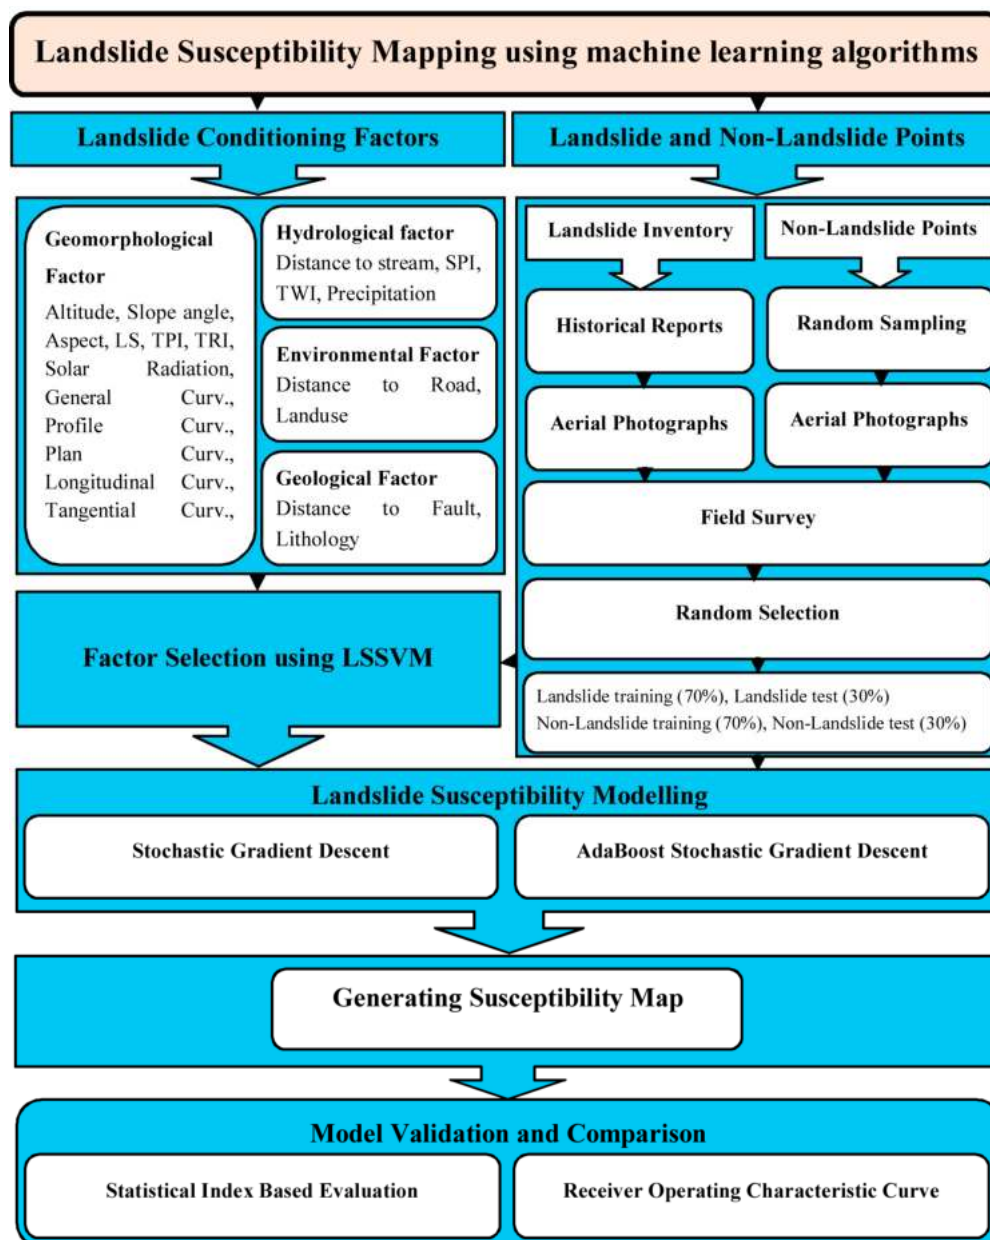 Landslide Susceptibility Mapping using machine learning algorithms
Landslide Conditioning Factors
Landslide and Non-Landslide Points
Geomorphological
Factor
Altitude, Slope angle,
Aspect, LS, TPI, TRI,
Solar Radiation,
General Curv.,
Profile Curv.,
Plan Curv.,
Longitudinal Curv.,
Tangential Curv.,
Hydrological factor
Distance to stream, SPI,
TWI, Precipitation
Environmental Factor
Distance to Road,
Landuse
Geological Factor
Distance to Fault,
Lithology
Landslide Inventory
Non-Landslide Points
Historical Reports
Random Sampling
Aerial Photographs
Aerial Photographs
Field Survey
Random Selection
Landslide training (70%), Landslide test (30%)
Non-Landslide training (70%), Non-Landslide test (30%)
Factor Selection using LSSVM
Landslide Susceptibility Modelling
Stochastic Gradient Descent
AdaBoost Stochastic Gradient Descent
Generating Susceptibility Map
Model Validation and Comparison
Statistical Index Based Evaluation
Receiver Operating Characteristic Curve